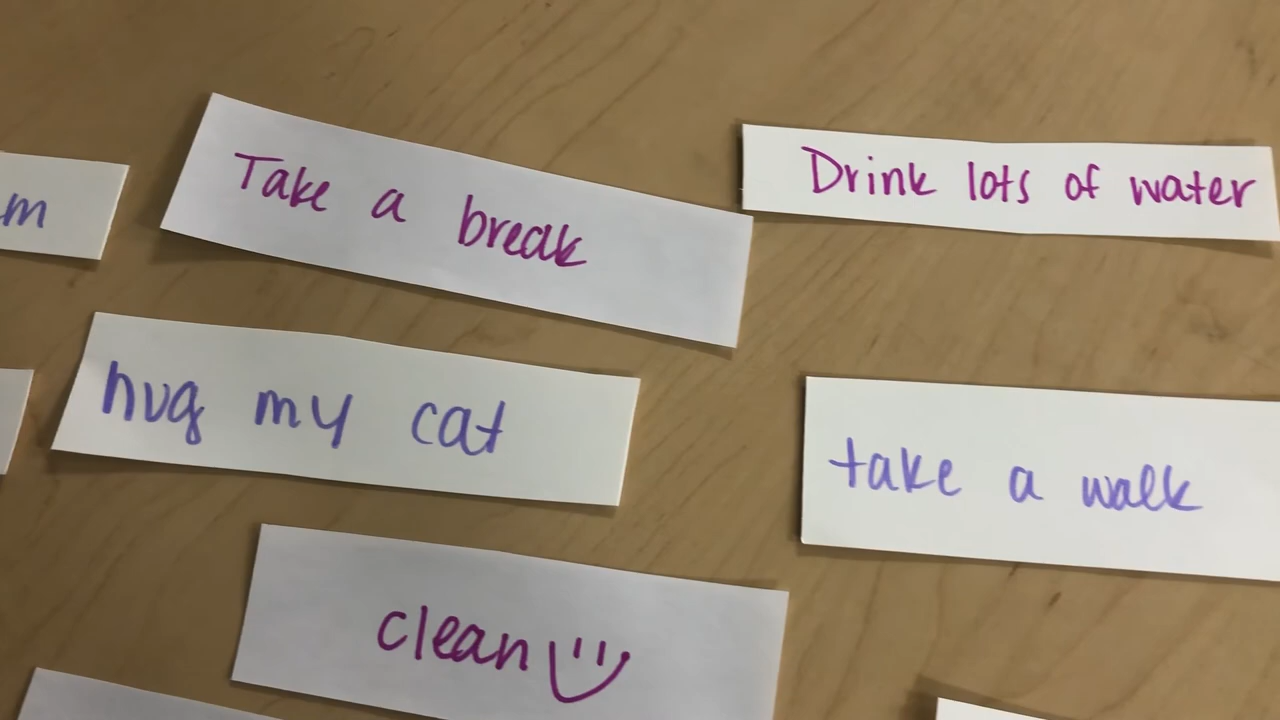 m
Take a break
Drink lots of water
hug my cat
take a walk
clean